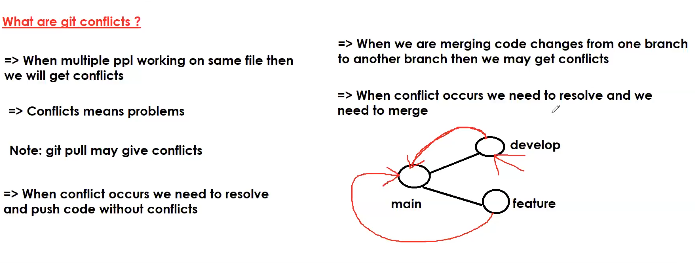 What are git conflicts ?
=> When multiple ppl working on same file then
we will get conflicts
=> Conflicts means problems
Note: git pull may give conflicts
=> When conflict occurs we need to resolve
and push code without conflicts
=> When we are merging code changes from one branch
to another branch then we may get conflicts
=> When conflict occurs we need to resolve and we
need to merge
develop
main
feature